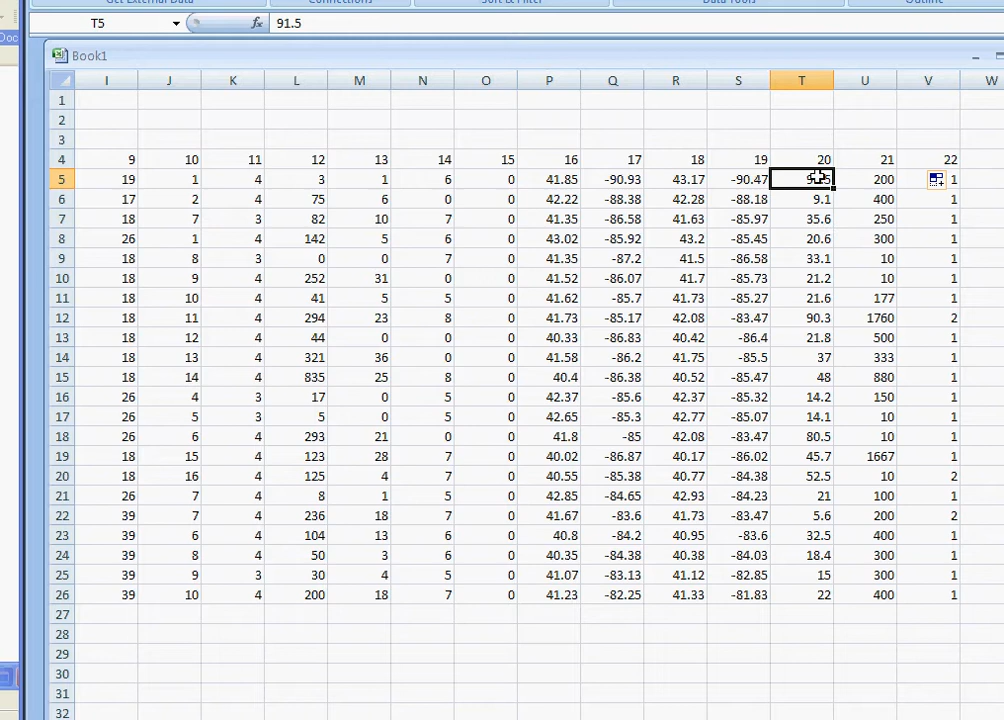 Get External Data Connections Sort & Filter Data Tools Outline
T5 fx 91.5
Doc
Book1
I J K L M N O P Q R S T U V W
1
2
3
4 9 10 11 12 13 14 15 16 17 18 19 20 21 22
5 19 1 4 3 1 6 0 41.85 -90.93 43.17 -90.47 200 1
6 17 2 4 75 6 0 0 42.22 -88.38 42.28 -88.18 9.1 400 1
7 18 7 3 82 10 7 0 41.35 -86.58 41.63 -85.97 35.6 250 1
8 26 1 4 142 5 6 0 43.02 -85.92 43.2 -85.45 20.6 300 1
9 18 8 3 0 0 7 0 41.35 -87.2 41.5 -86.58 33.1 10 1
10 18 9 4 252 31 0 0 41.52 -86.07 41.17 -85.73 21.2 10 1
11 18 10 4 41 5 5 0 41.62 -85.7 41.73 -85.27 21.6 177 1
12 18 11 4 294 23 8 0 41.73 -85.17 42.08 -83.47 90.3 1760 2
13 18 12 4 44 0 0 0 40.33 -86.83 40.42 -86.4 21.8 500 1
14 18 13 4 321 36 0 0 41.58 -86.2 41.75 -85.5 37 333 1
15 18 14 4 835 25 8 0 40.4 -86.38 40.52 -85.47 48 880 1
16 26 4 3 17 0 5 0 42.37 -85.6 42.37 -85.32 14.2 150 1
17 26 5 3 5 0 5 0 42.65 -85.3 42.77 -85.07 14.1 10 1
18 26 6 4 293 21 0 0 41.8 -85 42.08 -83.47 80.5 10 1
19 18 15 4 123 28 7 0 40.02 -86.87 40.17 -86.02 45.7 1667 1
20 18 16 4 125 4 7 0 40.55 -85.38 40.77 -84.38 52.5 10 2
21 26 7 4 8 1 5 0 42.85 -84.65 42.93 -84.23 21 100 1
22 39 7 4 236 18 7 0 41.67 -83.6 41.73 -83.47 5.6 200 2
23 39 6 4 104 13 6 0 40.8 -84.2 40.95 -83.6 32.5 400 1
24 39 8 4 50 3 6 0 40.35 -84.38 40.38 -84.03 18.4 300 1
25 39 9 3 30 4 5 0 41.07 -83.13 41.12 -82.85 15 300 1
26 39 10 4 200 18 7 0 41.23 -82.25 41.33 -81.83 22 400 1
27
28
29
30
31
32